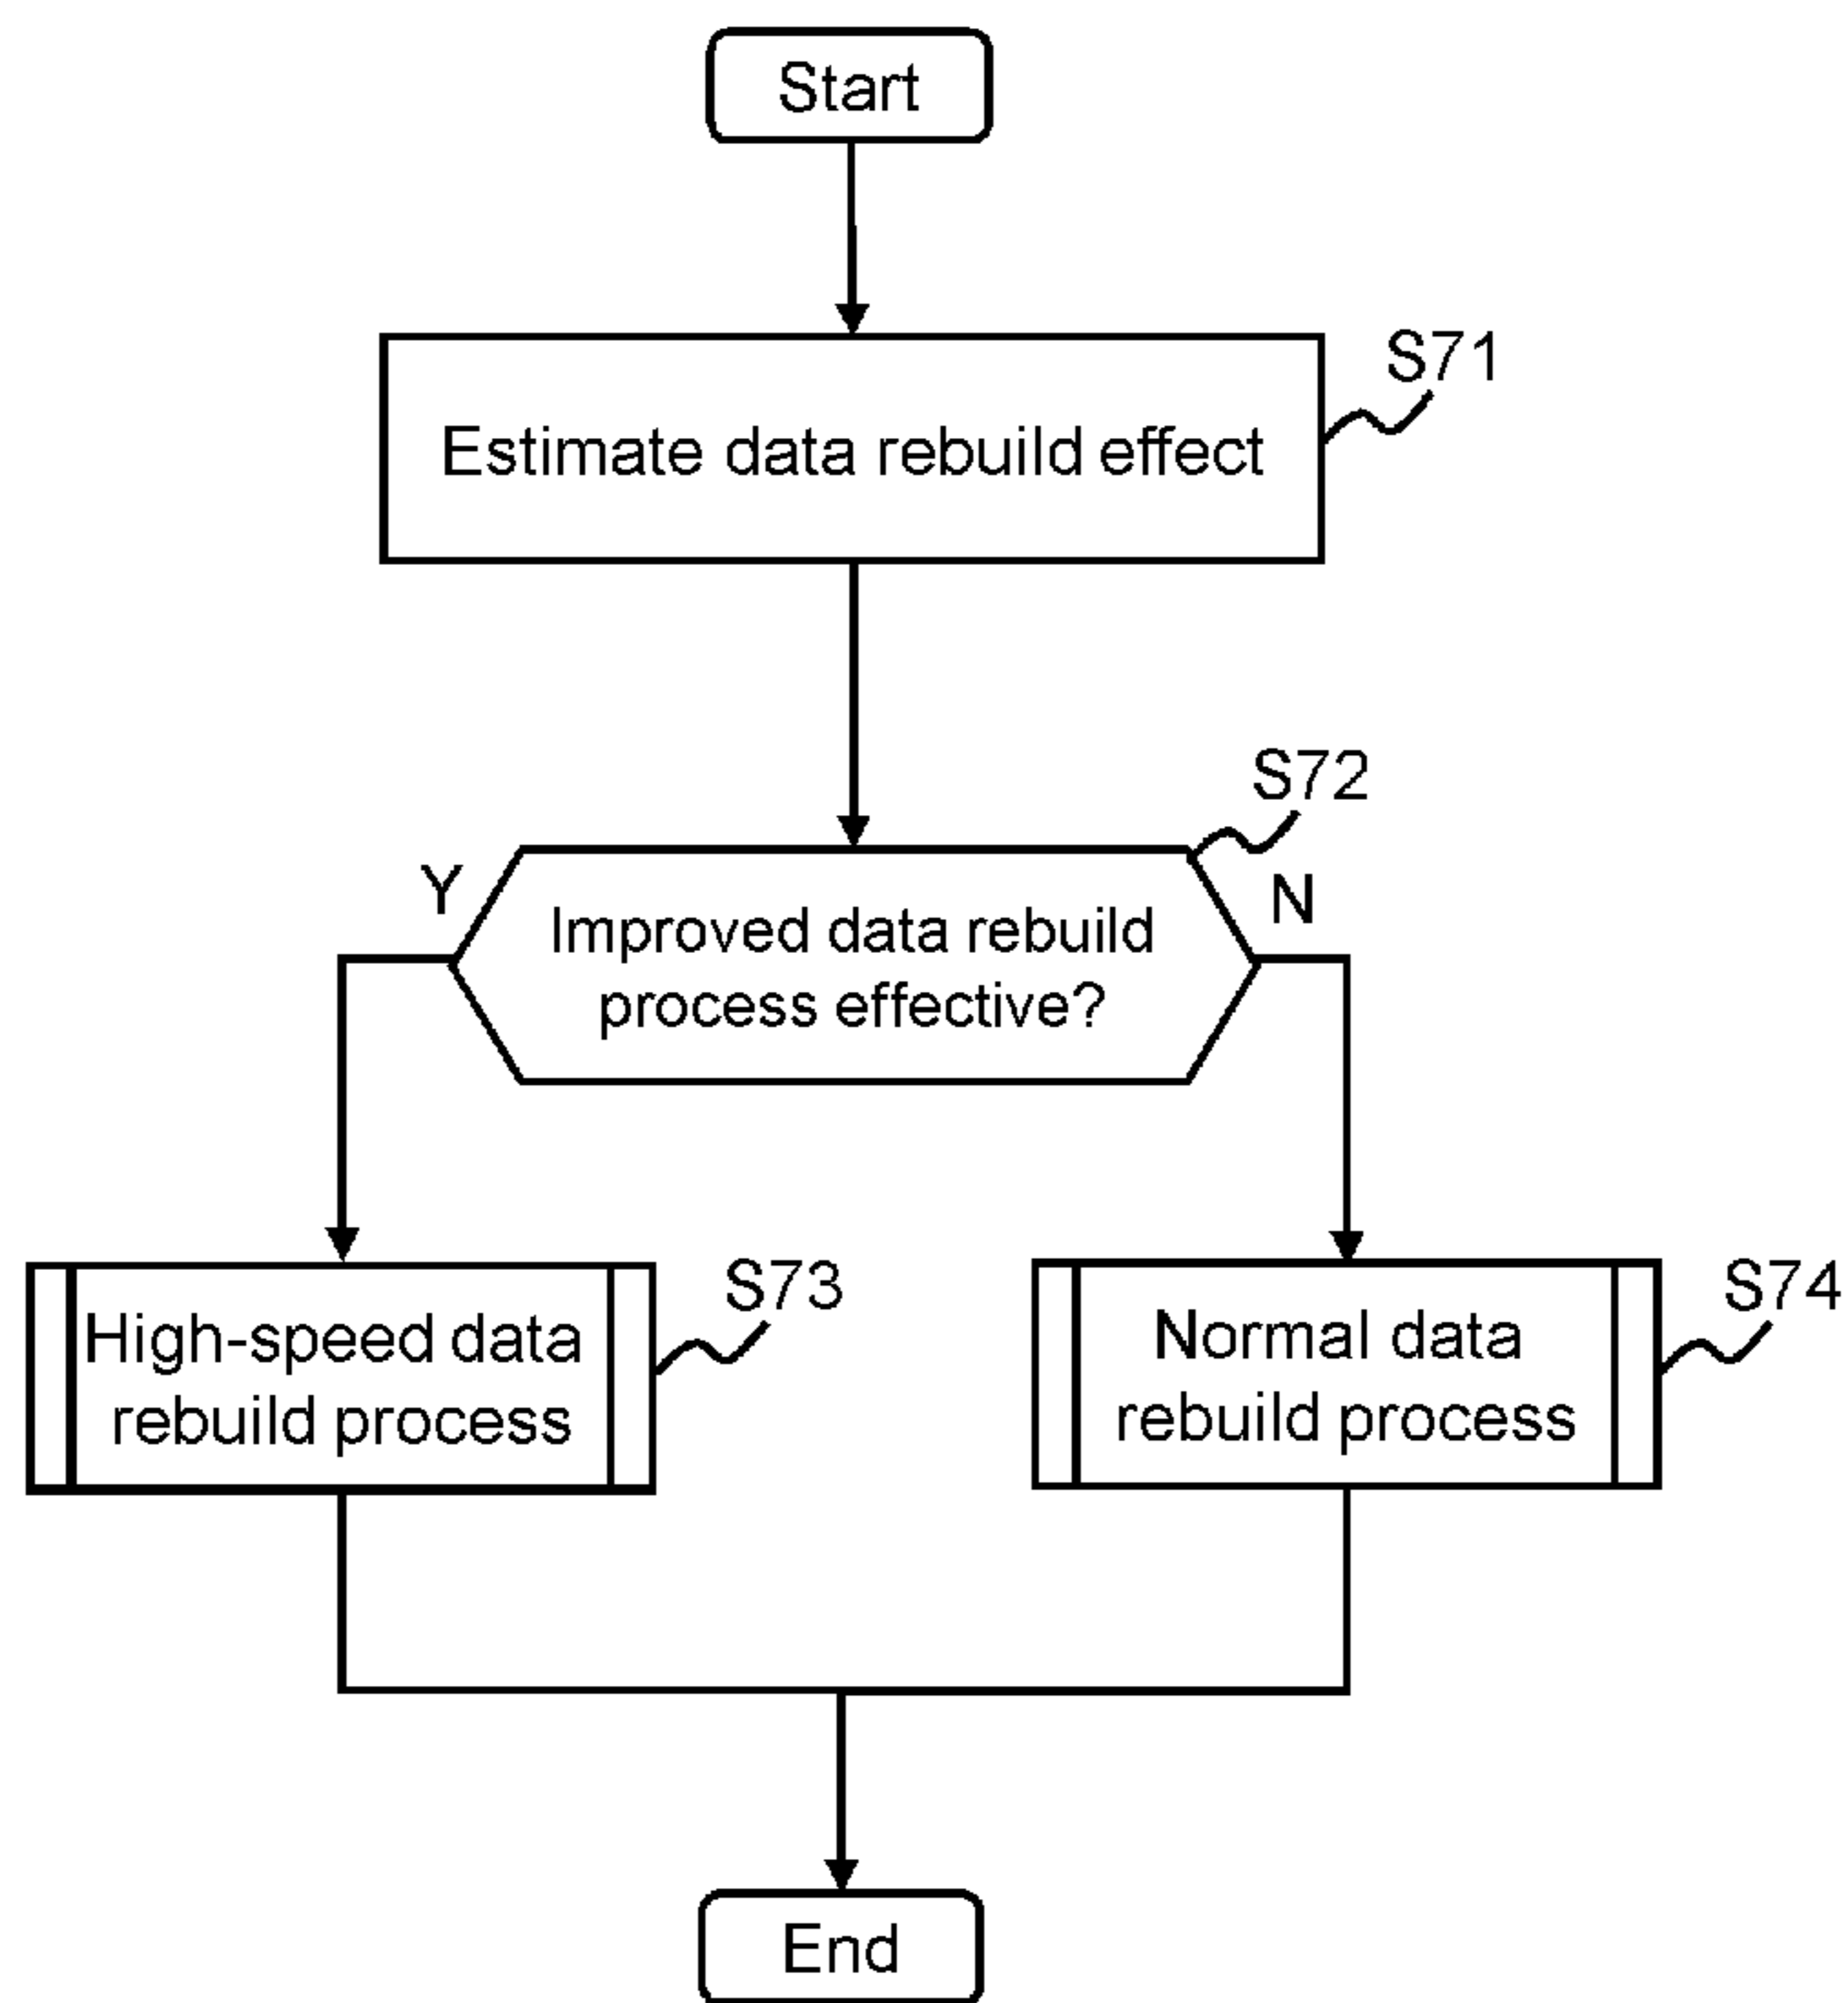 Start
S71
Estimate data rebuild effect
S72
Y
N
Improved data rebuild
process effective?
S73
High-speed data
rebuild process
S74
Normal data
rebuild process
End